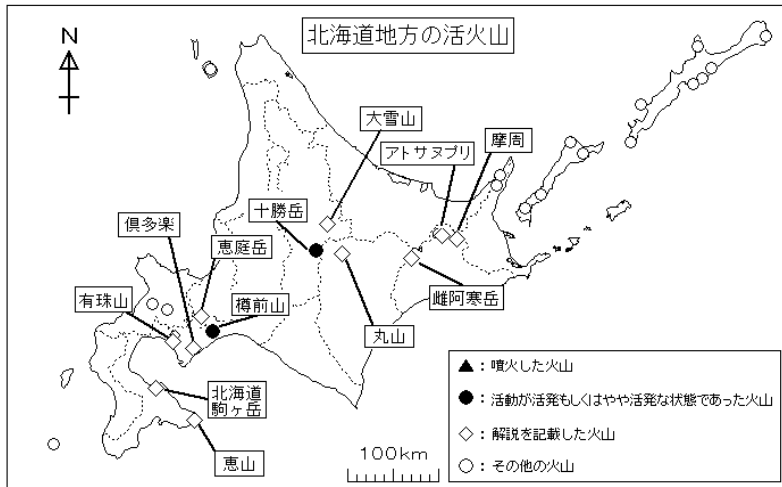 北海道地方の活火山
N
大雪山
アトサヌプリ
摩周
十勝岳
倶多楽
恵庭岳
有珠山
樽前山
雌阿寒岳
丸山
北海道
駒ヶ岳
恵山
100km
▲：噴火した火山
●：活動が活発もしくはやや活発な状態であった火山
◇：解説を記載した火山
○：その他の火山